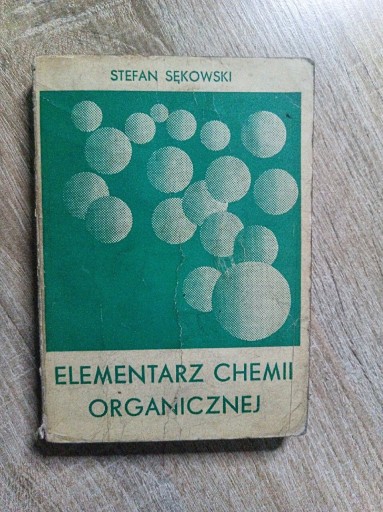 STEFAN SĘKOWSKI
ELEMENTARZ CHEMII
ORGANICZNEJ